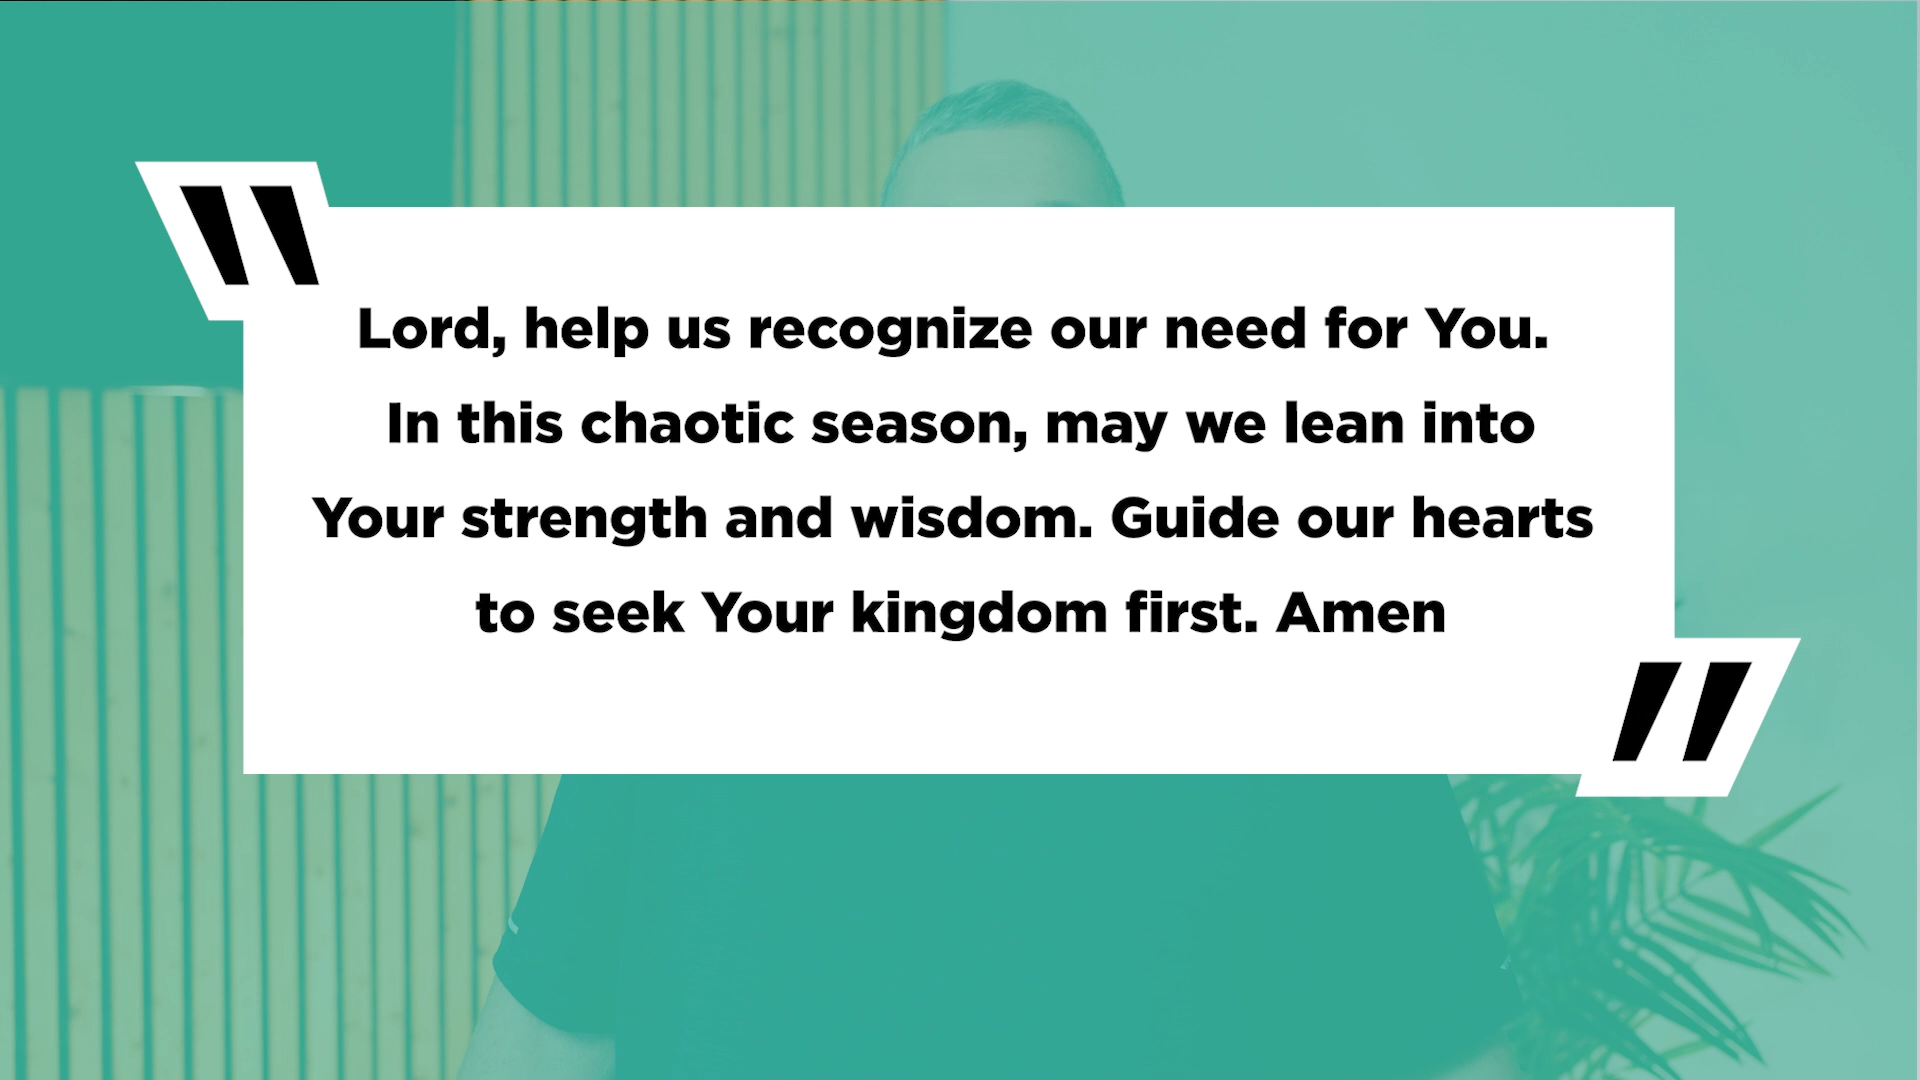 "
Lord, help us recognize our need for You.
In this chaotic season, may we lean into
Your strength and wisdom. Guide our hearts
to seek Your kingdom first. Amen
"